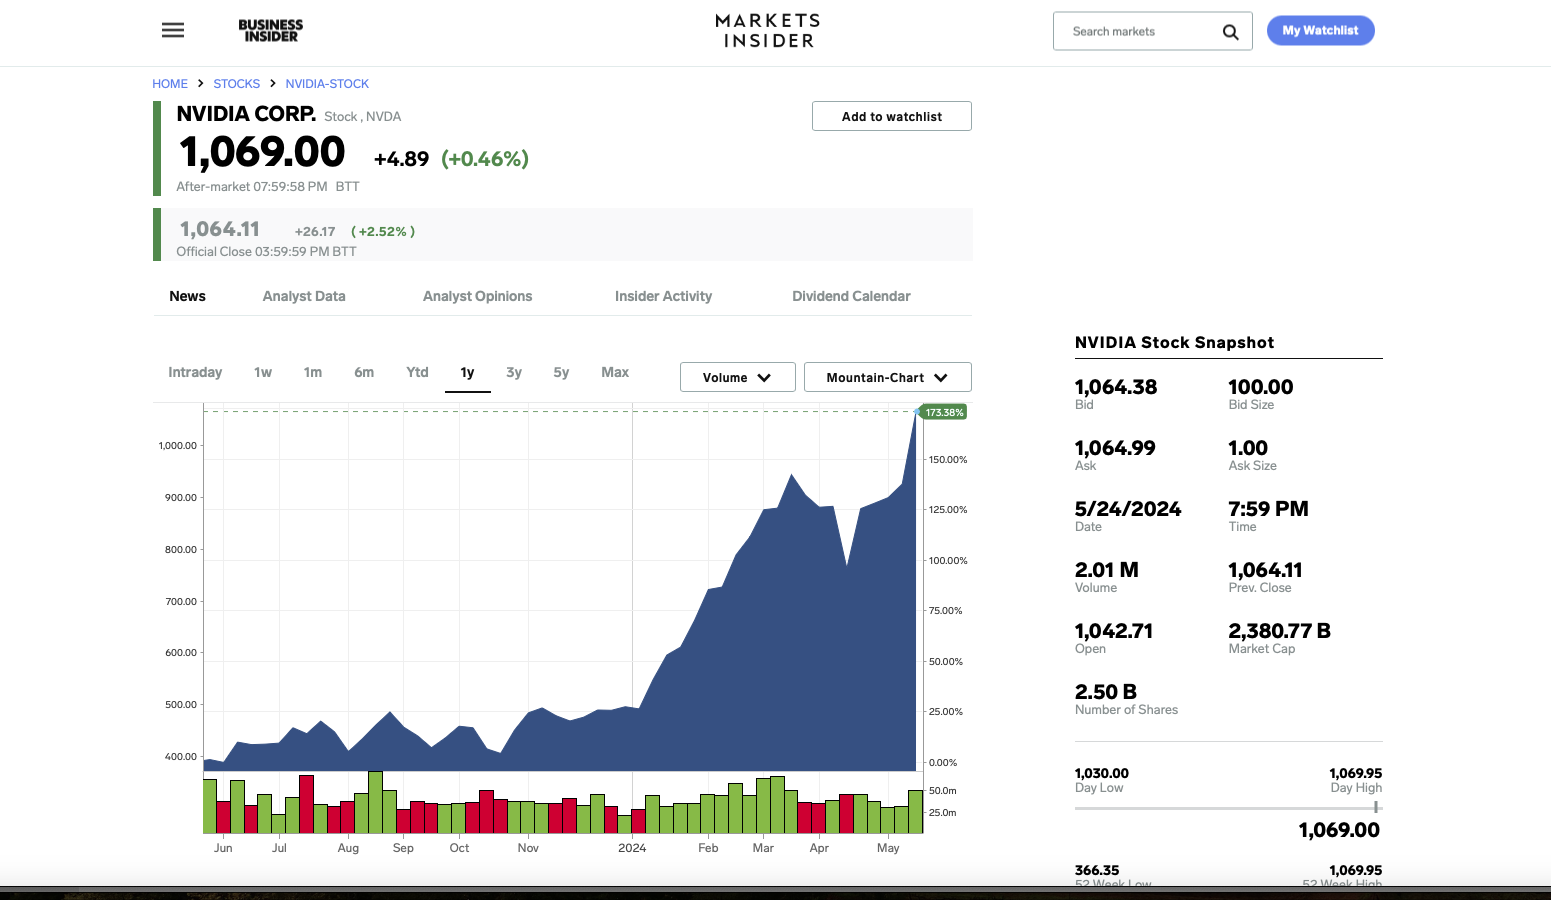 BUSINESS
INSIDER
MARKETS
INSIDER
Search markets
My Watchlist
HOME > STOCKS > NVIDIA-STOCK
NVIDIA CORP. Stock , NVDA
Add to watchlist
1,069.00 +4.89 (+0.46%)
After-market 07:59:58 PM BTT
1,064.11 +26.17 ( +2.52% )
Official Close 03:59:59 PM BTT
News Analyst Data Analyst Opinions Insider Activity Dividend Calendar
Intraday 1w 1m 6m Ytd 1y 3y 5y Max Volume Mountain-Chart
173.38%
1,000.00
900.00
800.00
700.00
600.00
500.00
400.00
150.00%
125.00%
100.00%
75.00%
50.00%
25.00%
0.00%
50.0m
25.0m
Jun Jul Aug Sep Oct Nov 2024 Feb Mar Apr May
NVIDIA Stock Snapshot
1,064.38 100.00
Bid Bid Size
1,064.99 1.00
Ask Ask Size
5/24/2024 7:59 PM
Date Time
2.01 M 1,064.11
Volume Prev. Close
1,042.71 2,380.77 B
Open Market Cap
2.50 B
Number of Shares
1,030.00 1,069.95
Day Low Day High
1,069.00
366.35 1,069.95
52 Week Low 52 Week High